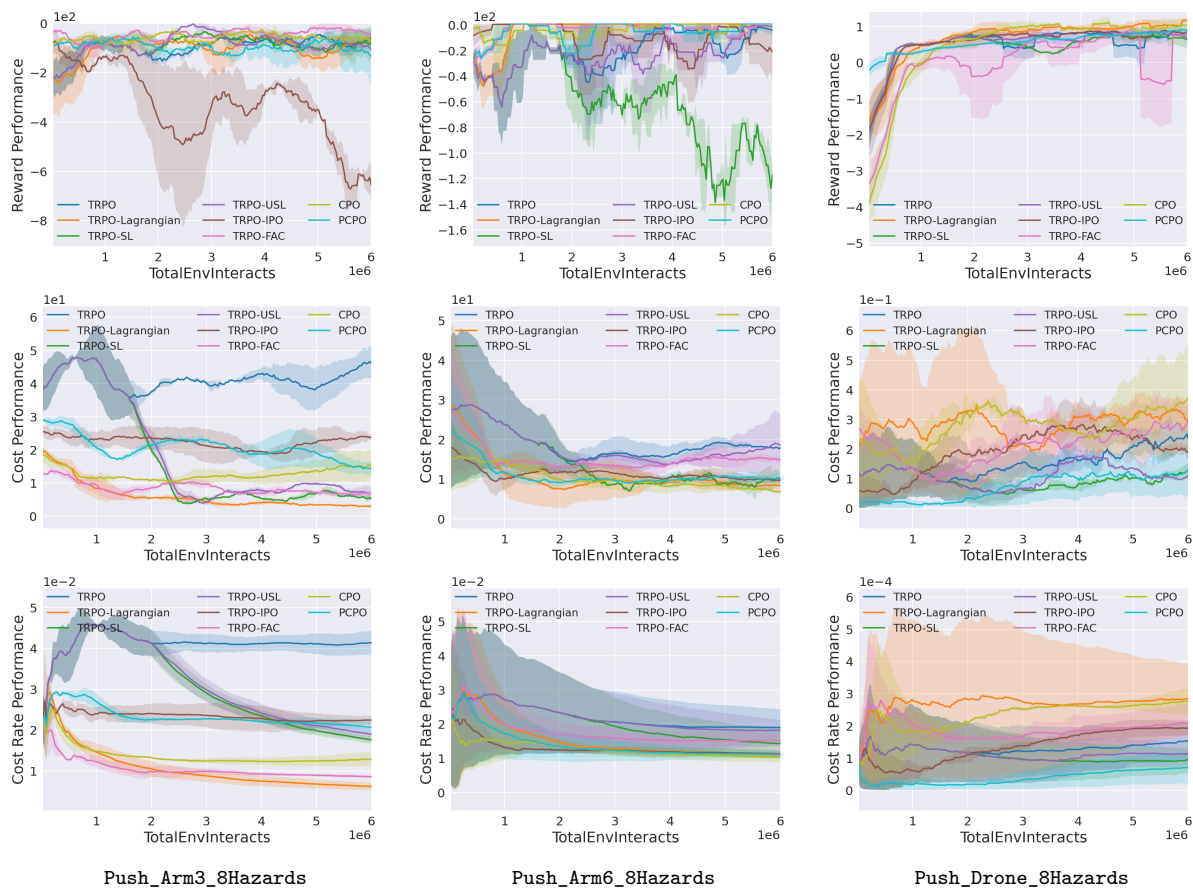 1e2
0
−2
−4
−6
−8
Reward Performance
TRPO TRPO-USL CPO
TRPO-Lagrangian TRPO-IPO PCPO
TRPO-SL TRPO-FAC
1 2 3 4 5 6
1e6
TotalEnvInteracts
0.0e2
−0.2
−0.4
−0.6
−0.8
−1.0
−1.2
−1.4
−1.6
Reward Performance
TRPO TRPO-USL CPO
TRPO-Lagrangian TRPO-IPO PCPO
TRPO-SL TRPO-FAC
1 2 3 4 5 6
1e6
TotalEnvInteracts
1
0
−1
−2
−3
−4
−5
Reward Performance
TRPO TRPO-USL CPO
TRPO-Lagrangian TRPO-IPO PCPO
TRPO-SL TRPO-FAC
1 2 3 4 5 6
1e6
TotalEnvInteracts
1e1
6
5
4
3
2
1
0
Cost Performance
TRPO TRPO-USL CPO
TRPO-Lagrangian TRPO-IPO PCPO
TRPO-SL TRPO-FAC
1 2 3 4 5 6
1e6
TotalEnvInteracts
1e1
5
4
3
2
1
0
Cost Performance
TRPO TRPO-USL CPO
TRPO-Lagrangian TRPO-IPO PCPO
TRPO-SL TRPO-FAC
1 2 3 4 5 6
1e6
TotalEnvInteracts
1e−1
6
5
4
3
2
1
0
Cost Performance
TRPO TRPO-USL CPO
TRPO-Lagrangian TRPO-IPO PCPO
TRPO-SL TRPO-FAC
1 2 3 4 5 6
1e6
TotalEnvInteracts
1e−2
5
4
3
2
1
Cost Rate Performance
TRPO TRPO-USL CPO
TRPO-Lagrangian TRPO-IPO PCPO
TRPO-SL TRPO-FAC
1 2 3 4 5 6
1e6
TotalEnvInteracts
1e−2
5
4
3
2
1
0
Cost Rate Performance
TRPO TRPO-USL CPO
TRPO-Lagrangian TRPO-IPO PCPO
TRPO-SL TRPO-FAC
1 2 3 4 5 6
1e6
TotalEnvInteracts
1e−4
6
5
4
3
2
1
0
Cost Rate Performance
TRPO TRPO-USL CPO
TRPO-Lagrangian TRPO-IPO PCPO
TRPO-SL TRPO-FAC
1 2 3 4 5 6
1e6
TotalEnvInteracts
Push_Arm3_8Hazards
Push_Arm6_8Hazards
Push_Drone_8Hazards